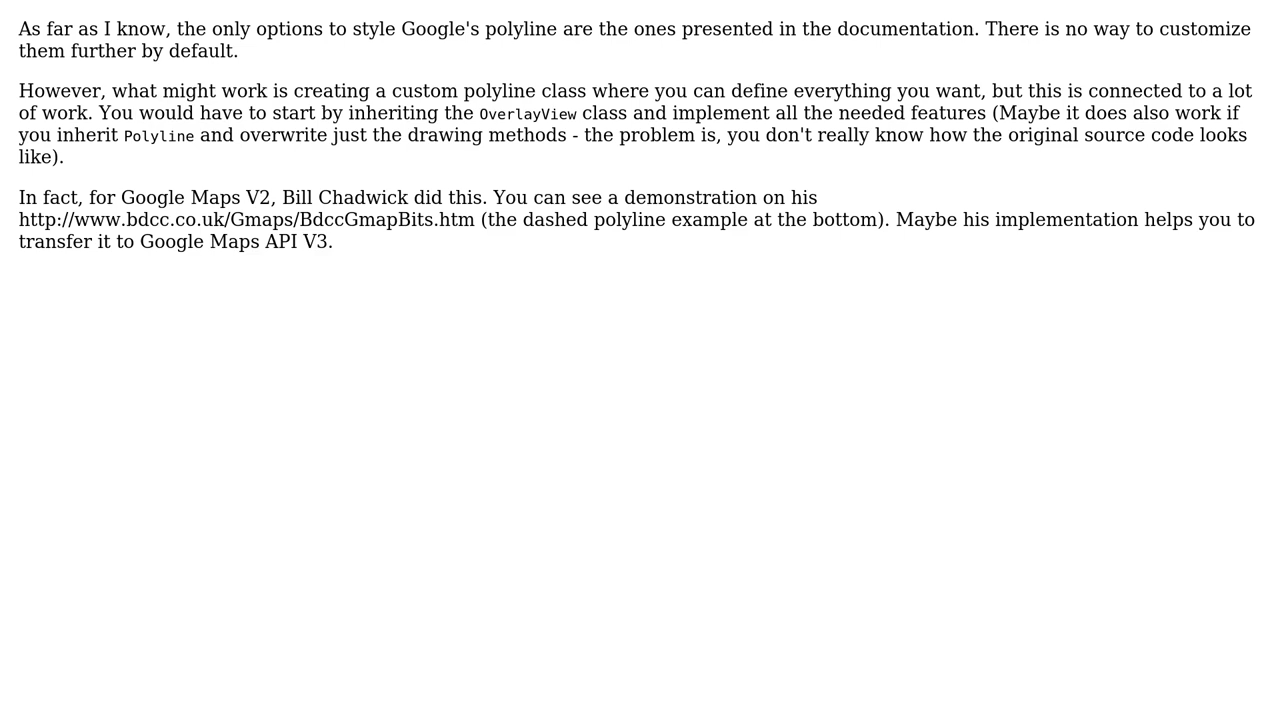 As far as I know, the only options to style Google's polyline are the ones presented in the documentation. There is no way to customize
them further by default.
However, what might work is creating a custom polyline class where you can define everything you want, but this is connected to a lot
of work. You would have to start by inheriting the OverlayView class and implement all the needed features (Maybe it does also work if
you inherit Polyline and overwrite just the drawing methods - the problem is, you don't really know how the original source code looks
like).
In fact, for Google Maps V2, Bill Chadwick did this. You can see a demonstration on his
http://www.bdcc.co.uk/Gmaps/BdccGmapBits.htm (the dashed polyline example at the bottom). Maybe his implementation helps you to
transfer it to Google Maps API V3.